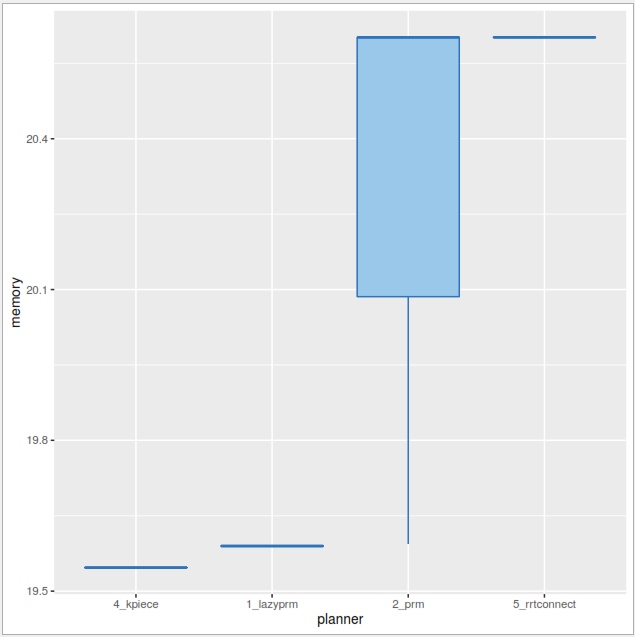 20.4
20.1
19.8
19.5
memory
4_kpiece
1_lazyprm
2_prm
5_rrtconnect
planner